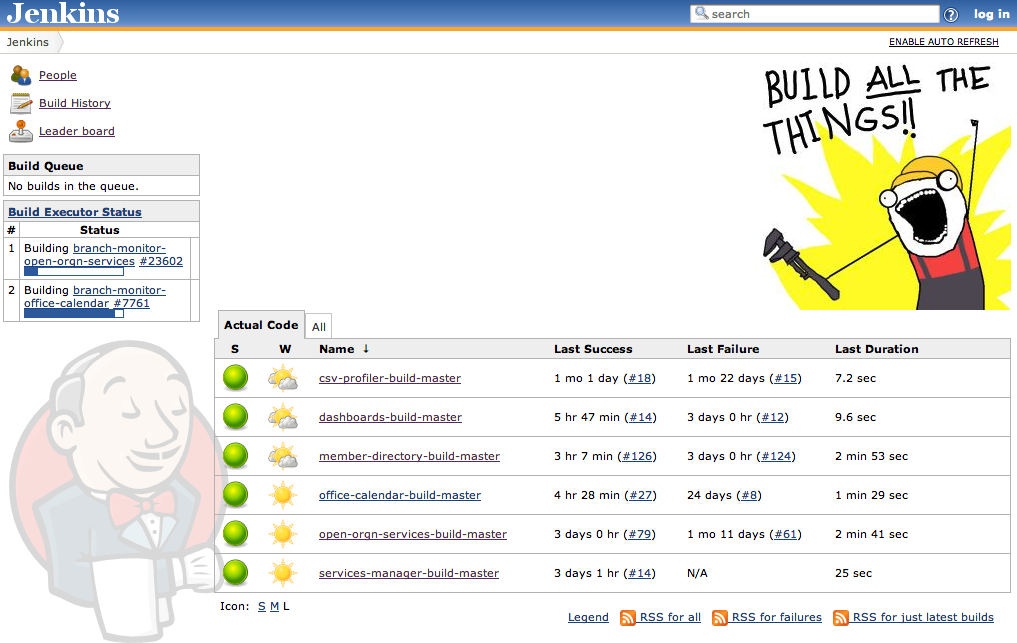 Jenkins
search
log in
Jenkins
ENABLE AUTO REFRESH
People
Build History
Leader board
Build Queue
No builds in the queue.
Build Executor Status
# Status
1 Building branch-monitor-
open-orgn-services #23602
2 Building branch-monitor-
office-calendar #7761
BUILD ALL THE
THINGS!!
Actual Code All
S W Name ↓ Last Success Last Failure Last Duration
csv-profiler-build-master 1 mo 1 day (#18) 1 mo 22 days (#15) 7.2 sec
dashboards-build-master 5 hr 47 min (#14) 3 days 0 hr (#12) 9.6 sec
member-directory-build-master 3 hr 7 min (#126) 3 days 0 hr (#124) 2 min 53 sec
office-calendar-build-master 4 hr 28 min (#27) 24 days (#8) 1 min 29 sec
open-orgn-services-build-master 3 days 0 hr (#79) 1 mo 11 days (#61) 2 min 41 sec
services-manager-build-master 3 days 1 hr (#14) N/A 25 sec
Icon: S M L
Legend RSS for all RSS for failures RSS for just latest builds